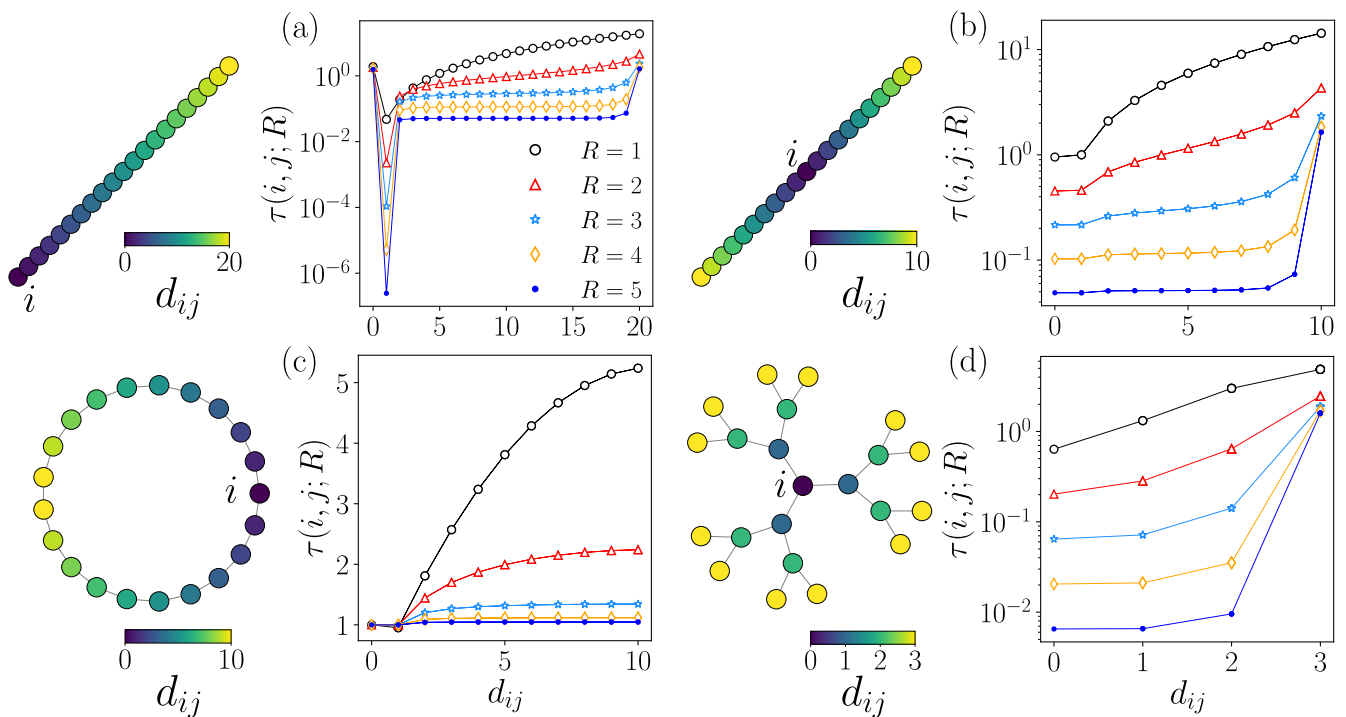 (a)
τ(i, j; R)
10^0
10^−2
10^−4
10^−6
R = 1
R = 2
R = 3
R = 4
R = 5
0 5 10 15 20
i
0 20
d_ij
(b)
τ(i, j; R)
10^1
10^0
10^−1
0 5 10
i
0 10
d_ij
(c)
τ(i, j; R)
5
4
3
2
1
0 5 10
d_ij
i
0 10
d_ij
(d)
τ(i, j; R)
10^0
10^−1
10^−2
0 1 2 3
d_ij
i
0 1 2 3
d_ij